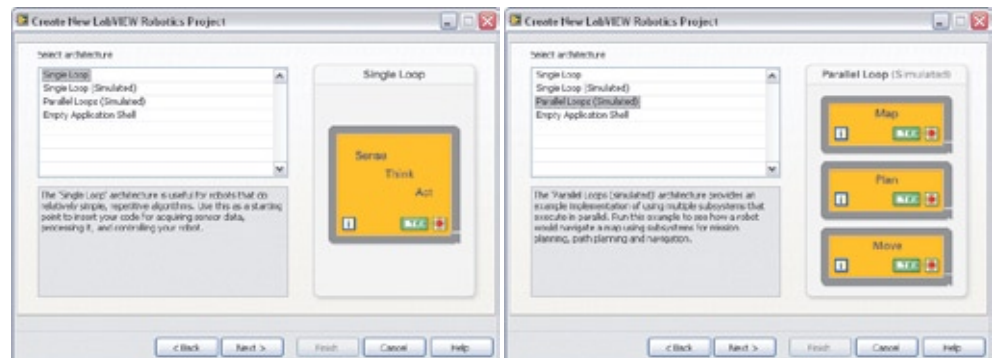 Create New LabVIEW Robotics Project
Select architecture
Single Loop
Single Loop (Simulated)
Parallel Loops (Simulated)
Empty Application Shell
The 'Single Loop' architecture is useful for robots that do
relatively simple, repetitive algorithms. Use this as a starting
point to insert your code for acquiring sensor data,
processing it, and controlling your robot.
Single Loop
Sense
Think
Act
i
< Back
Next >
Finish
Cancel
Help
Create New LabVIEW Robotics Project
Select architecture
Single Loop
Single Loop (Simulated)
Parallel Loops (Simulated)
Empty Application Shell
The 'Parallel Loops (simulated)' architecture provides an
example implementation of using multiple subsystems that
execute in parallel. Run this example to see how a robot
would navigate a map using subsystems for mission
planning, path planning and navigation.
Parallel Loop (Simulated)
Map
i
Plan
i
Move
i
< Back
Next >
Finish
Cancel
Help